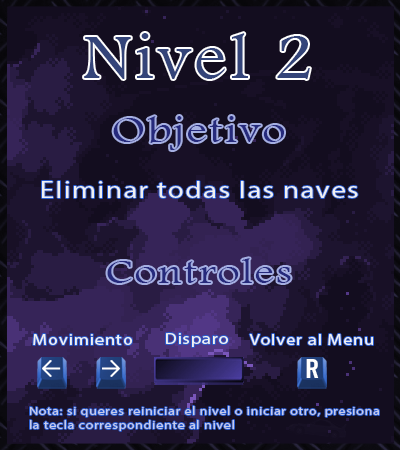 Nivel 2
Objetivo
Eliminar todas las naves
Controles
Movimiento Disparo Volver al Menu
← → R
Nota: si queres reiniciar el nivel o iniciar otro, presiona
la tecla correspondiente al nivel